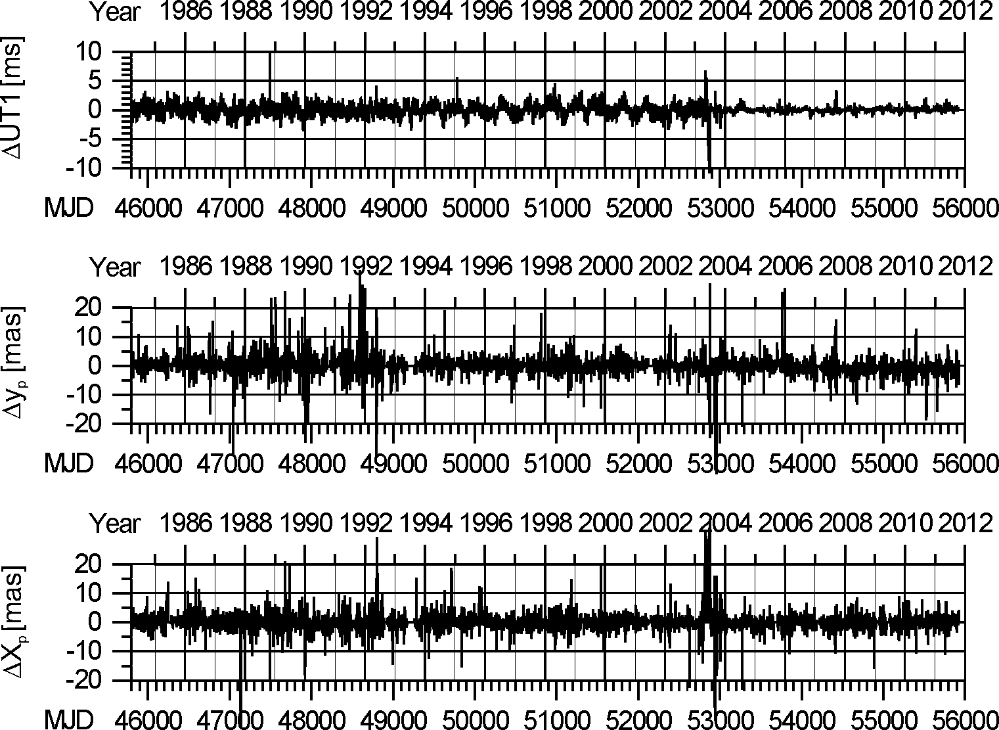 Year 1986 1988 1990 1992 1994 1996 1998 2000 2002 2004 2006 2008 2010 2012
ΔUT1 [ms]
10
5
0
-5
-10
MJD 46000 47000 48000 49000 50000 51000 52000 53000 54000 55000 56000
Year 1986 1988 1990 1992 1994 1996 1998 2000 2002 2004 2006 2008 2010 2012
Δyp [mas]
20
10
0
-10
-20
MJD 46000 47000 48000 49000 50000 51000 52000 53000 54000 55000 56000
Year 1986 1988 1990 1992 1994 1996 1998 2000 2002 2004 2006 2008 2010 2012
ΔXp [mas]
20
10
0
-10
-20
MJD 46000 47000 48000 49000 50000 51000 52000 53000 54000 55000 56000